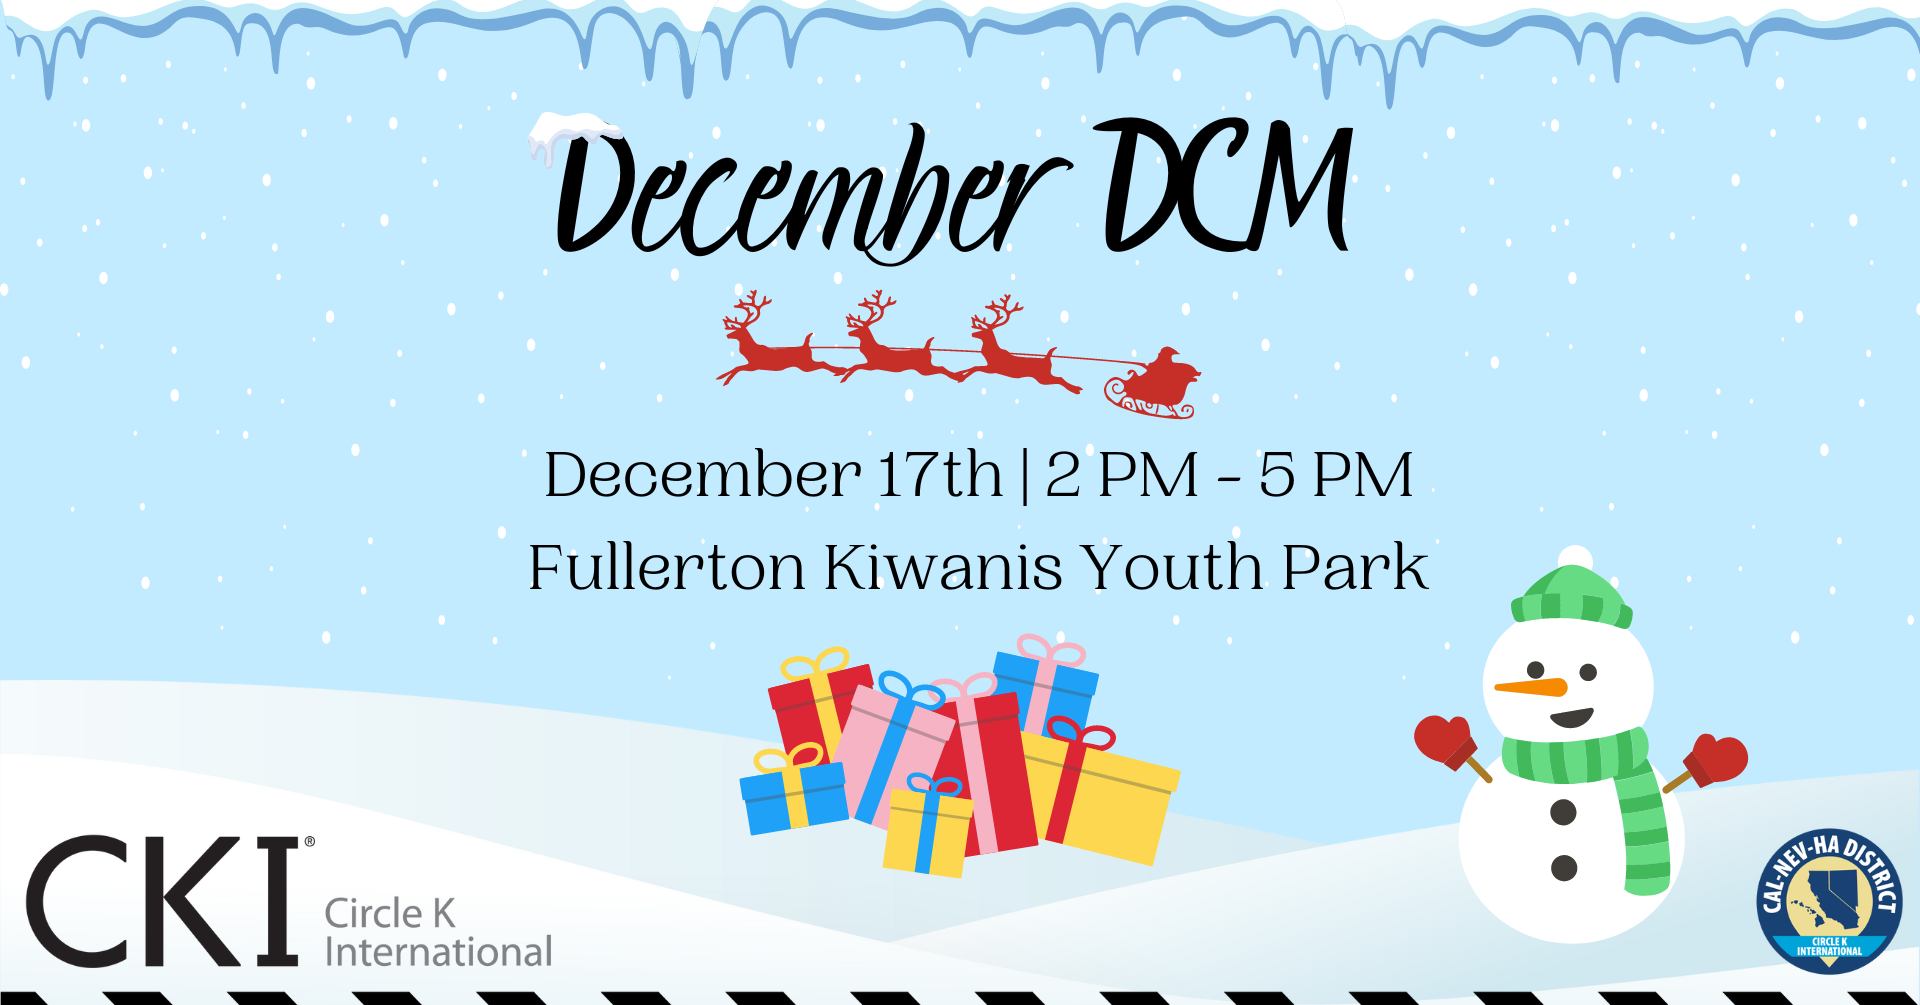 December DCM
December 17th | 2 PM - 5 PM
Fullerton Kiwanis Youth Park
CKI®
Circle K
International
CAL-NEV-HA DISTRICT
CIRCLE K
INTERNATIONAL